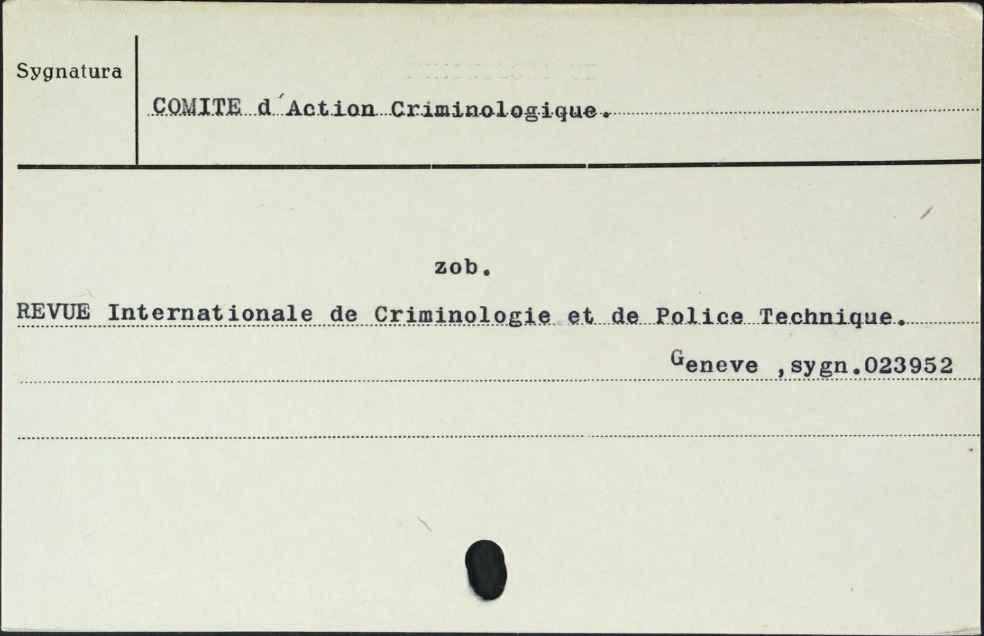 Sygnatura
COMITE d´Action Criminologique.
zob.
REVUE Internationale de Criminologie et de Police Technique.
Geneve ,sygn.023952